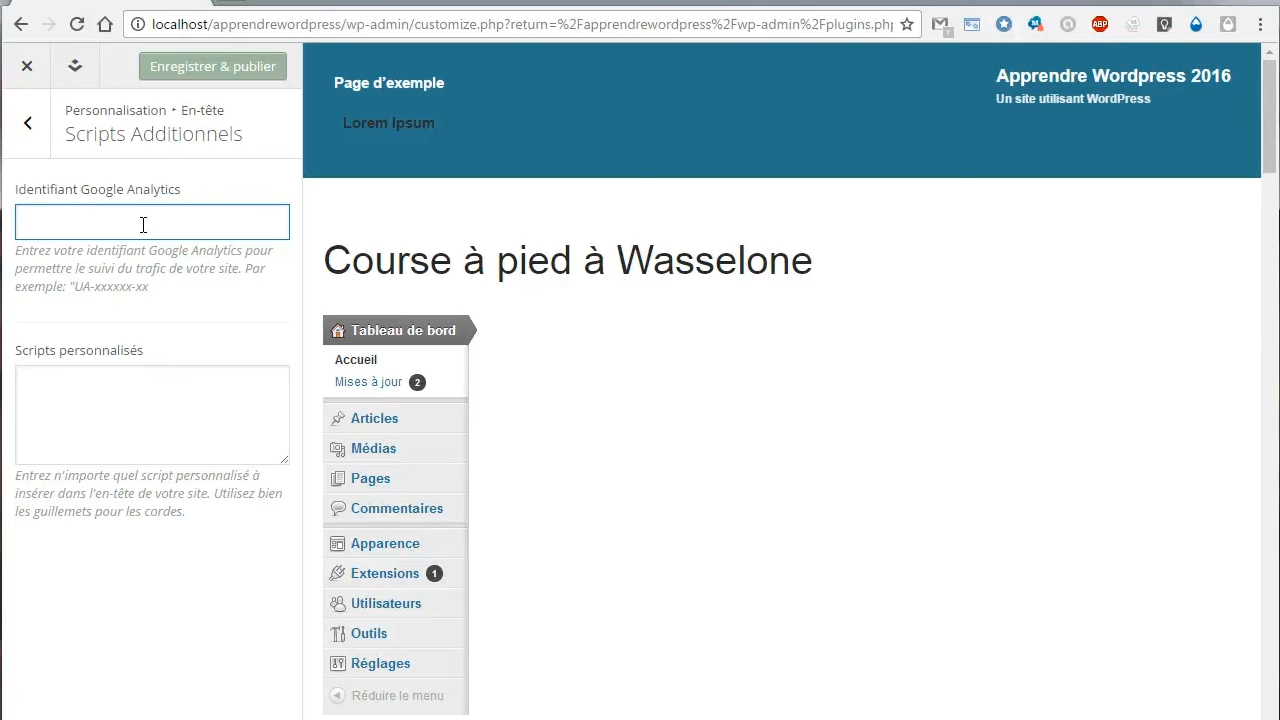 localhost/apprendrewordpress/wp-admin/customize.php?return=%2Fapprendrewordpress%2Fwp-admin%2Fplugins.php
ABP
Enregistrer & publier
Personnalisation ‣ En-tête
Scripts Additionnels
Identifiant Google Analytics
Entrez votre identifiant Google Analytics pour
permettre le suivi du trafic de votre site. Par
exemple: "UA-xxxxxx-xx
Scripts personnalisés
Entrez n'importe quel script personnalisé à
insérer dans l'en-tête de votre site. Utilisez bien
les guillemets pour les cordes.
Page d'exemple
Lorem Ipsum
Apprendre Wordpress 2016
Un site utilisant WordPress
Course à pied à Wasselone
Tableau de bord
Accueil
Mises à jour 2
Articles
Médias
Pages
Commentaires
Apparence
Extensions 1
Utilisateurs
Outils
Réglages
Réduire le menu